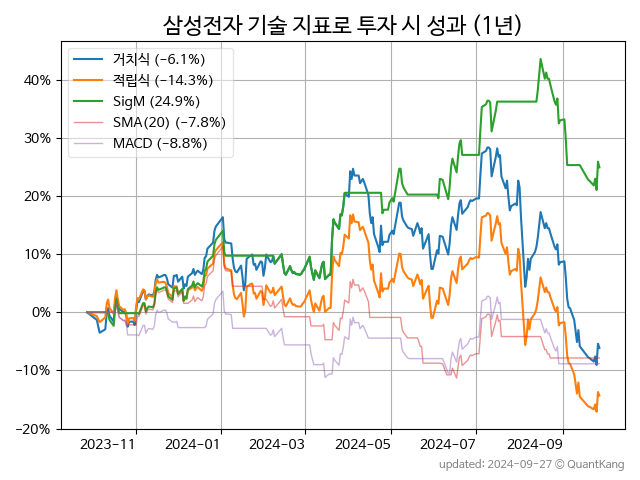 삼성전자 기술 지표로 투자 시 성과 (1년)
거치식 (−6.1%)
적립식 (−14.3%)
SigM (24.9%)
SMA(20) (−7.8%)
MACD (−8.8%)
40%
30%
20%
10%
0%
−10%
−20%
2023-11 2024-01 2024-03 2024-05 2024-07 2024-09
updated: 2024-09-27 © QuantKang